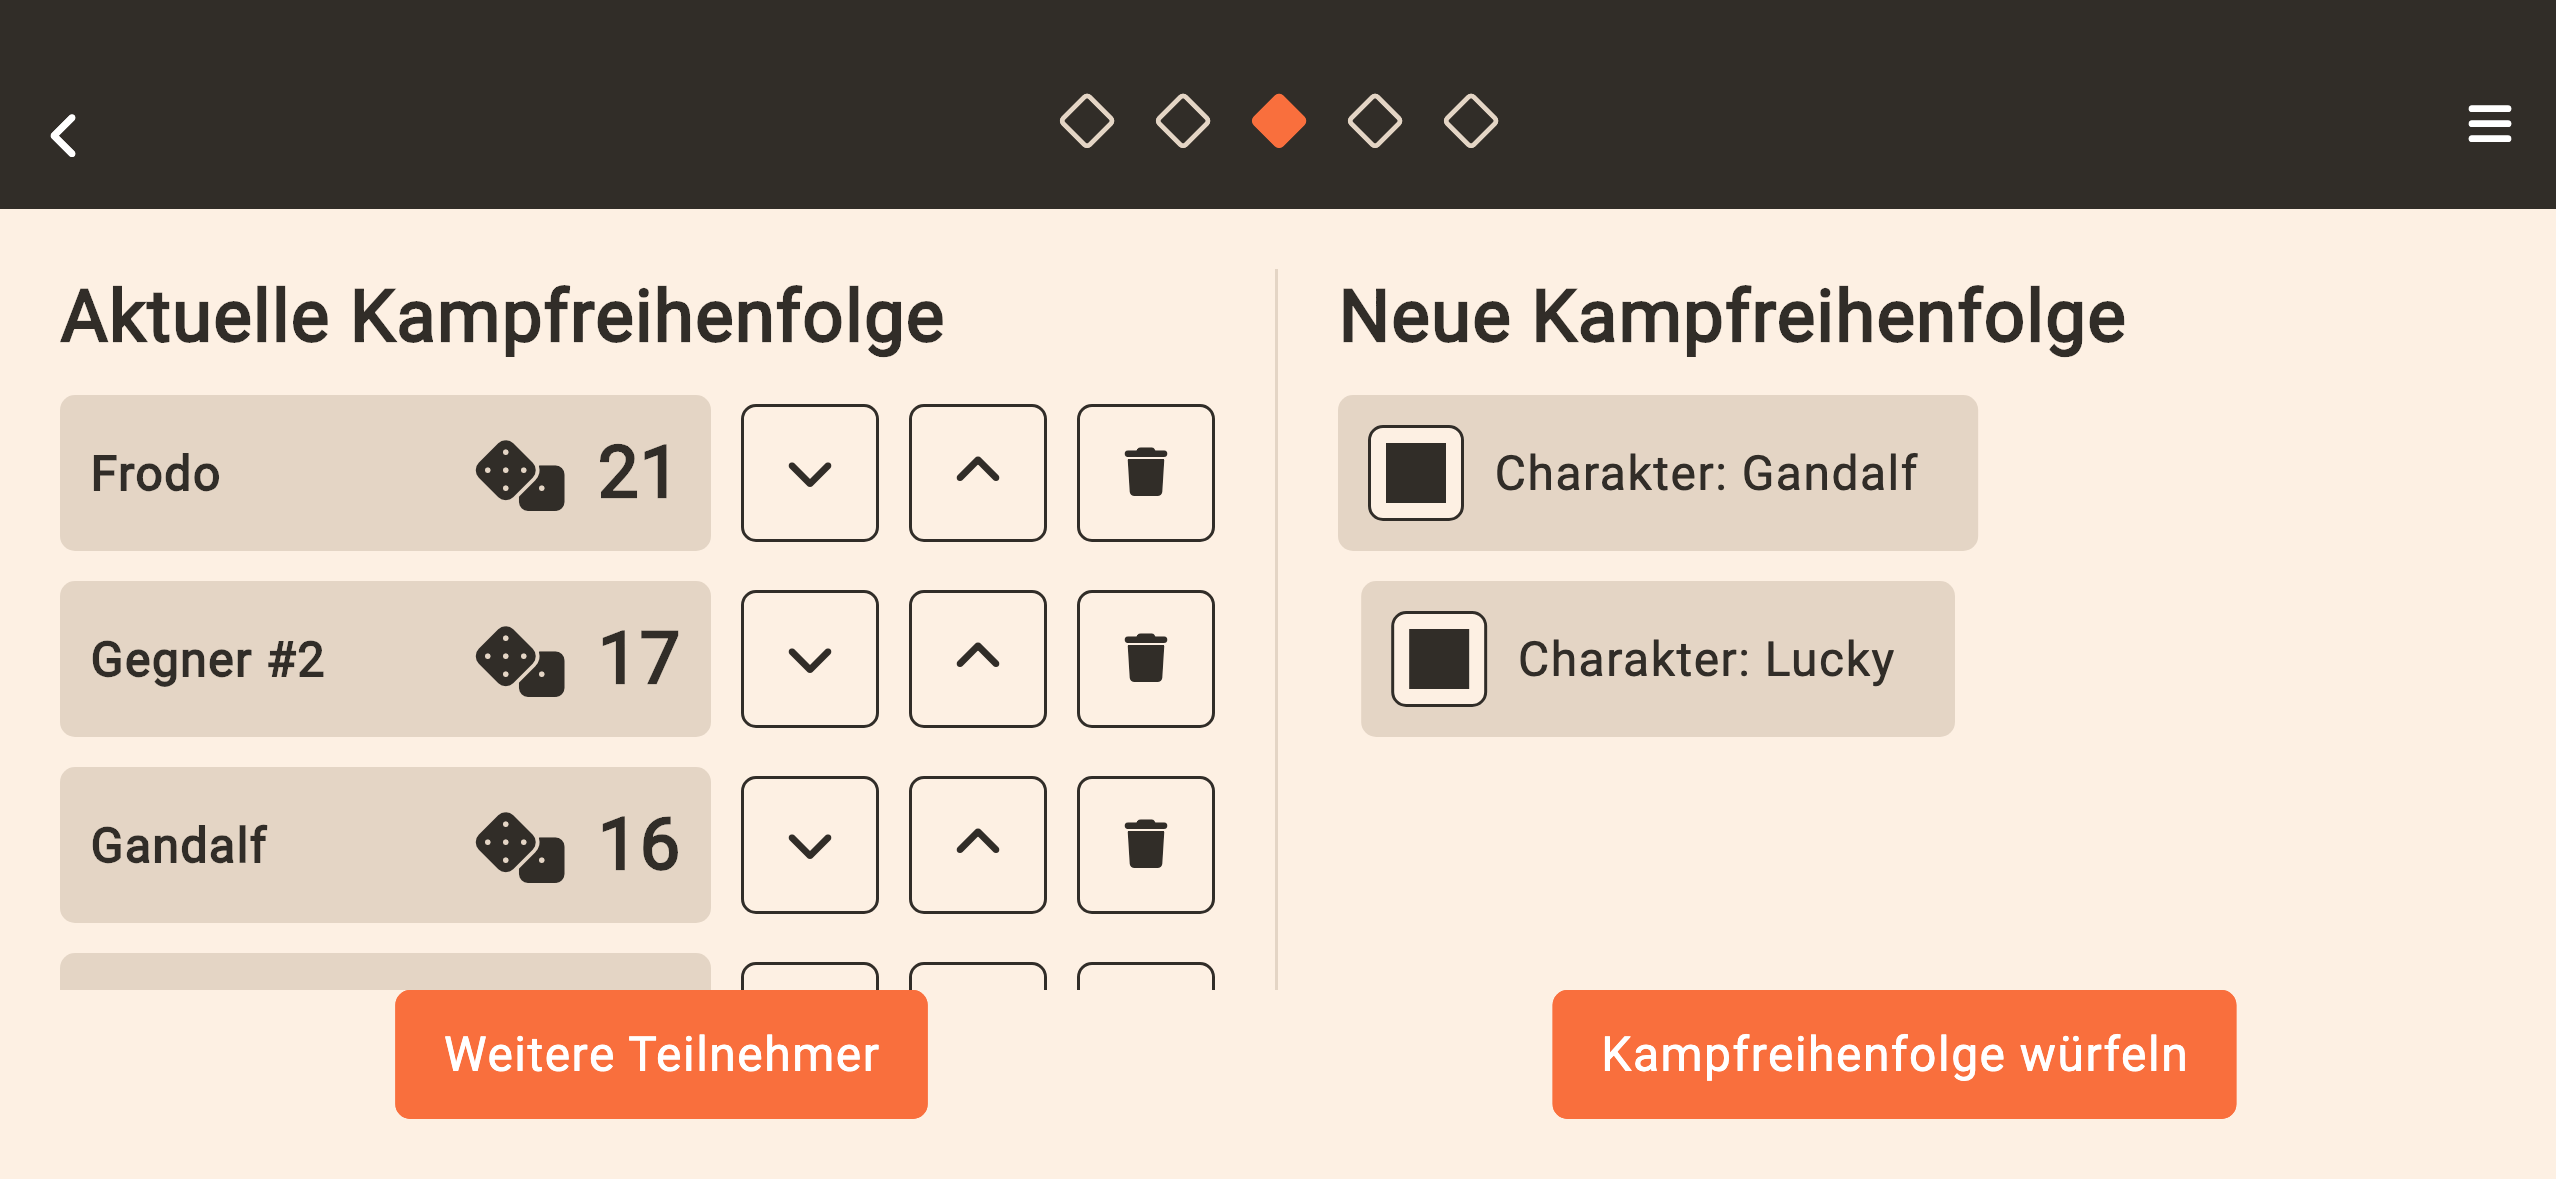 Aktuelle Kampfreihenfolge
Frodo 21
Gegner #2 17
Gandalf 16
Weitere Teilnehmer
Neue Kampfreihenfolge
Charakter: Gandalf
Charakter: Lucky
Kampfreihenfolge würfeln